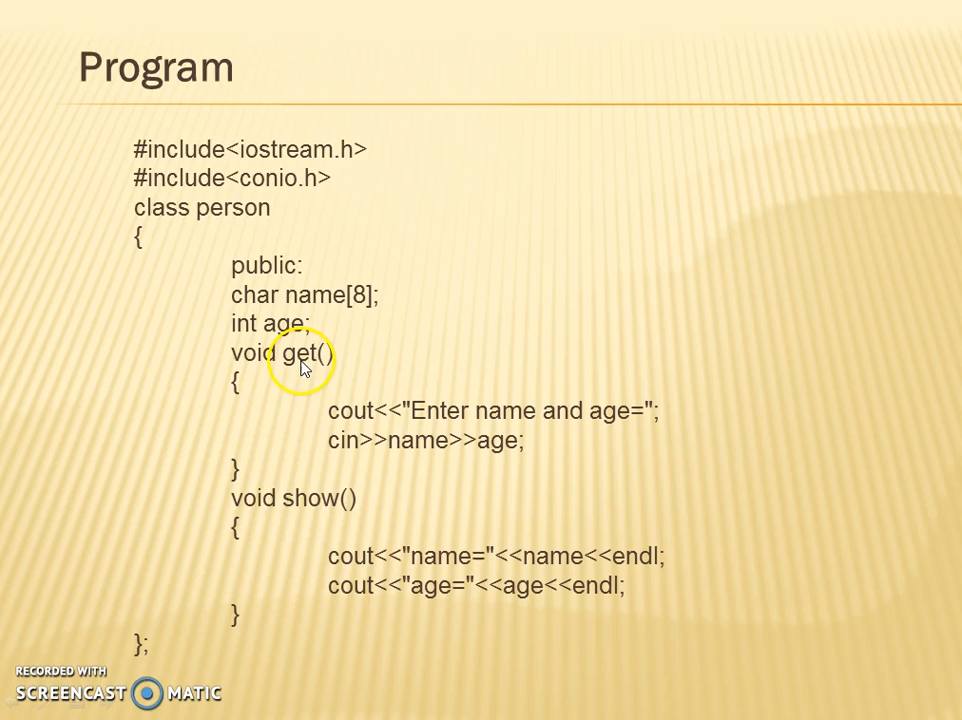 Program
#include<iostream.h>
#include<conio.h>
class person
{
public:
char name[8];
int age;
void get()
{
cout<<"Enter name and age=";
cin>>name>>age;
}
void show()
{
cout<<"name="<<name<<endl;
cout<<"age="<<age<<endl;
}
};
RECORDED WITH
SCREENCAST MATIC